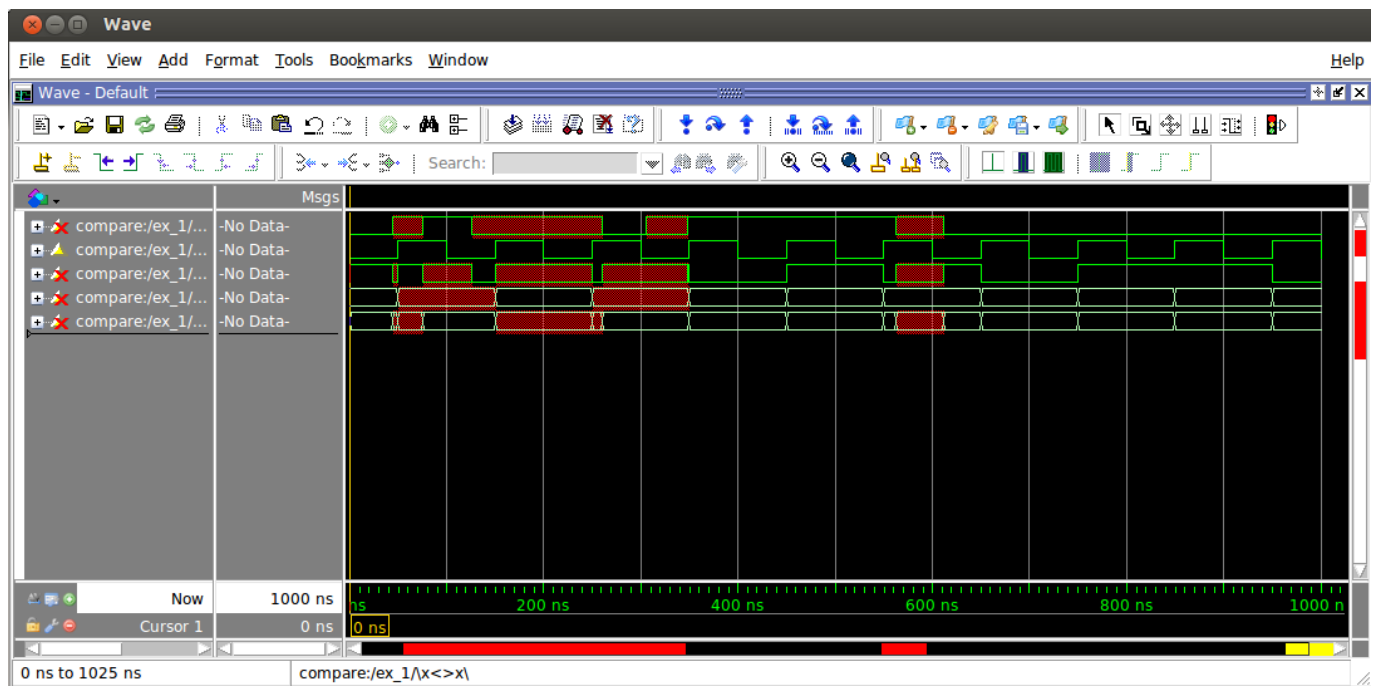 Wave
File Edit View Add Format Tools Bookmarks Window Help
Wave - Default
Search:
Msgs
compare:/ex_1/... -No Data-
compare:/ex_1/... -No Data-
compare:/ex_1/... -No Data-
compare:/ex_1/... -No Data-
compare:/ex_1/... -No Data-
Now 1000 ns ns 200 ns 400 ns 600 ns 800 ns 1000 n
Cursor 1 0 ns 0 ns
0 ns to 1025 ns compare:/ex_1/\x<>x\